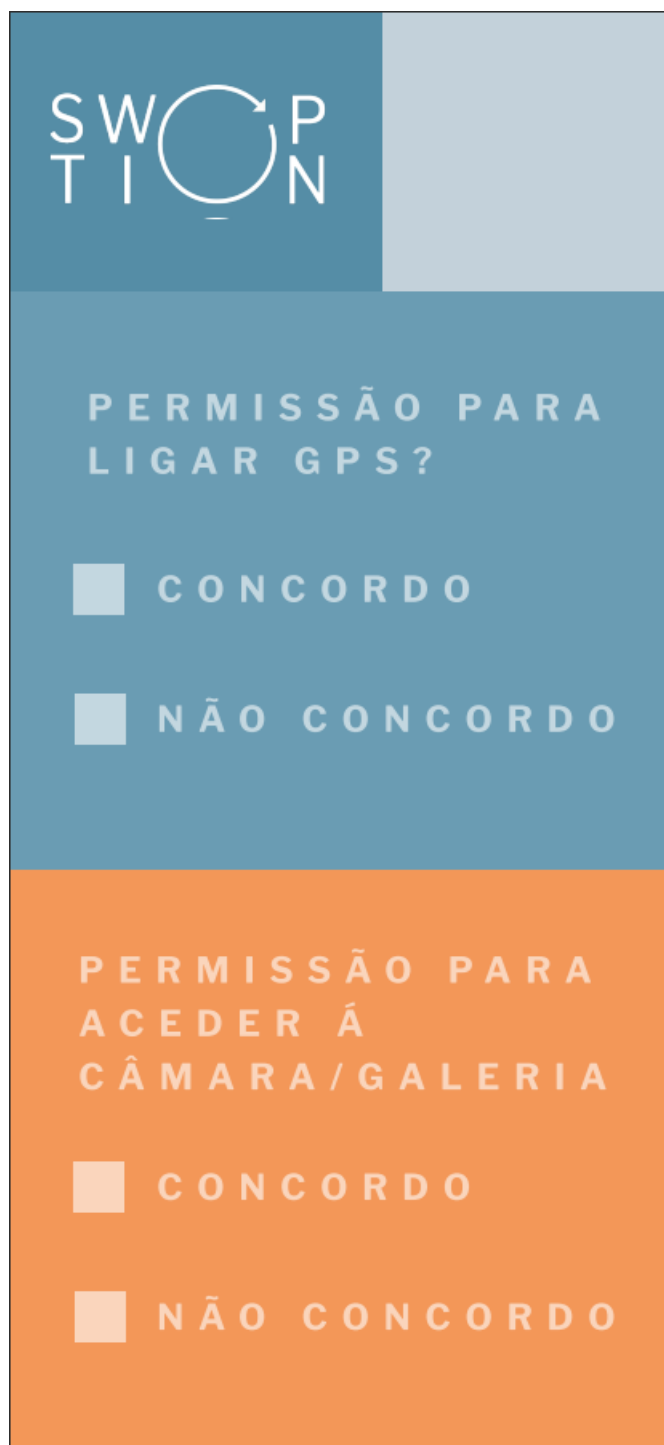 SWOP
TION
PERMISSÃO PARA
LIGAR GPS?
CONCORDO
NÃO CONCORDO
PERMISSÃO PARA
ACEDER Á
CÂMARA/GALERIA
CONCORDO
NÃO CONCORDO